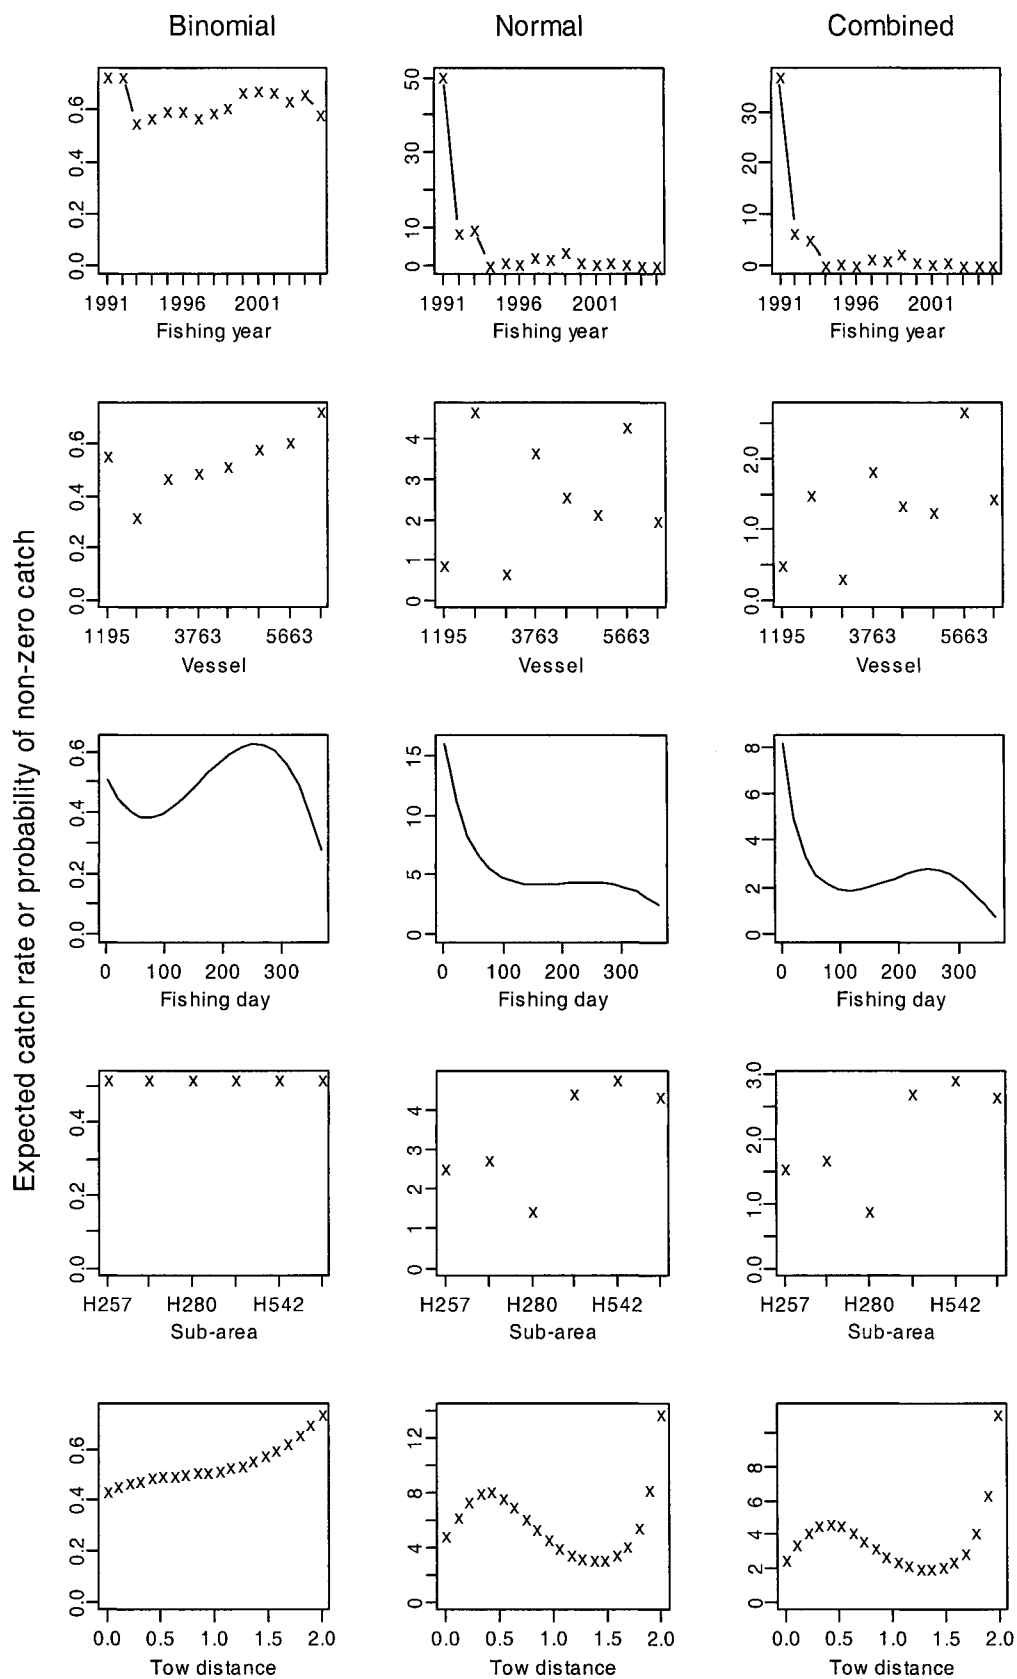 Binomial Normal Combined
Expected catch rate or probability of non-zero catch
0.0 0.2 0.4 0.6
1991 1996 2001
Fishing year
0 10 30 50
1991 1996 2001
Fishing year
0 10 20 30
1991 1996 2001
Fishing year
0.0 0.2 0.4 0.6
1195 3763 5663
Vessel
0 1 2 3 4
1195 3763 5663
Vessel
0.0 1.0 2.0
1195 3763 5663
Vessel
0.0 0.2 0.4 0.6
0 100 200 300
Fishing day
0 5 10 15
0 100 200 300
Fishing day
0 2 4 6 8
0 100 200 300
Fishing day
0.0 0.2 0.4
H257 H280 H542
Sub-area
0 1 2 3 4
H257 H280 H542
Sub-area
0.0 1.0 2.0 3.0
H257 H280 H542
Sub-area
0.0 0.2 0.4 0.6
0.0 0.5 1.0 1.5 2.0
Tow distance
0 4 8 12
0.0 0.5 1.0 1.5 2.0
Tow distance
0 2 4 6 8
0.0 0.5 1.0 1.5 2.0
Tow distance